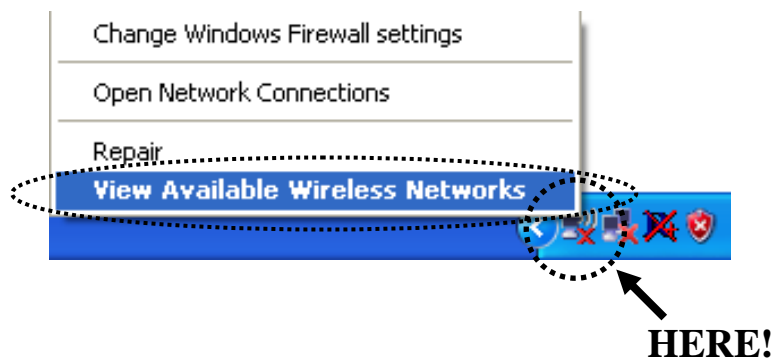 Change Windows Firewall settings
Open Network Connections
Repair
View Available Wireless Networks
HERE!